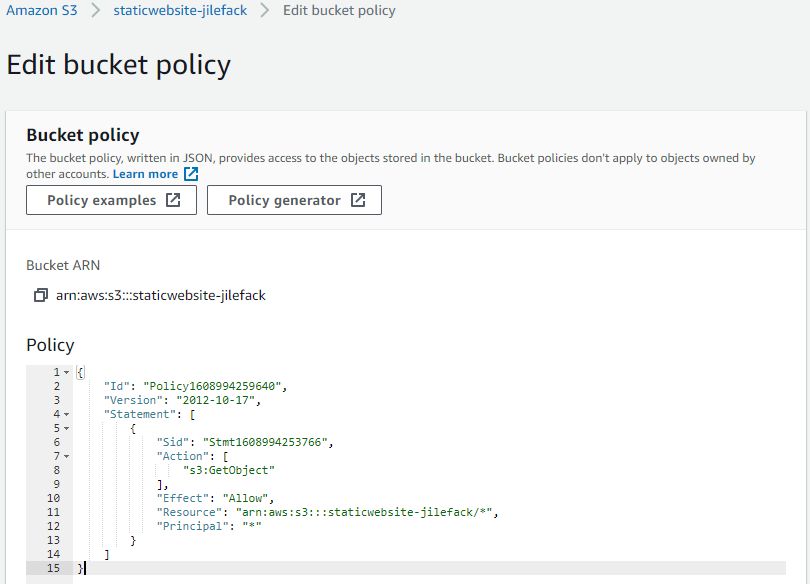 Amazon S3 > staticwebsite-jilefack > Edit bucket policy
Edit bucket policy
Bucket policy
The bucket policy, written in JSON, provides access to the objects stored in the bucket. Bucket policies don't apply to objects owned by
other accounts. Learn more
Policy examples Policy generator
Bucket ARN
arn:aws:s3:::staticwebsite-jilefack
Policy
1 {
2 "Id": "Policy1608994259640",
3 "Version": "2012-10-17",
4 "Statement": [
5 {
6 "Sid": "Stmt1608994253766",
7 "Action": [
8 "s3:GetObject"
9 ],
10 "Effect": "Allow",
11 "Resource": "arn:aws:s3:::staticwebsite-jilefack/*",
12 "Principal": "*"
13 }
14 ]
15 }